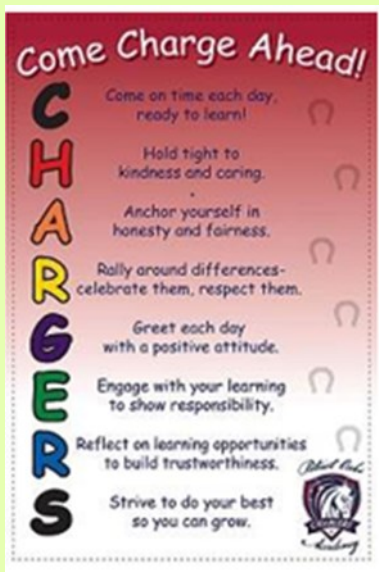 Come Charge Ahead!
C
Come on time each day,
ready to learn!
H
Hold tight to
kindness and caring.
A
Anchor yourself in
honesty and fairness.
R
Rally around differences-
celebrate them, respect them.
G
Greet each day
with a positive attitude.
E
Engage with your learning
to show responsibility.
R
Reflect on learning opportunities
to build trustworthiness.
S
Strive to do your best
so you can grow.
Academy